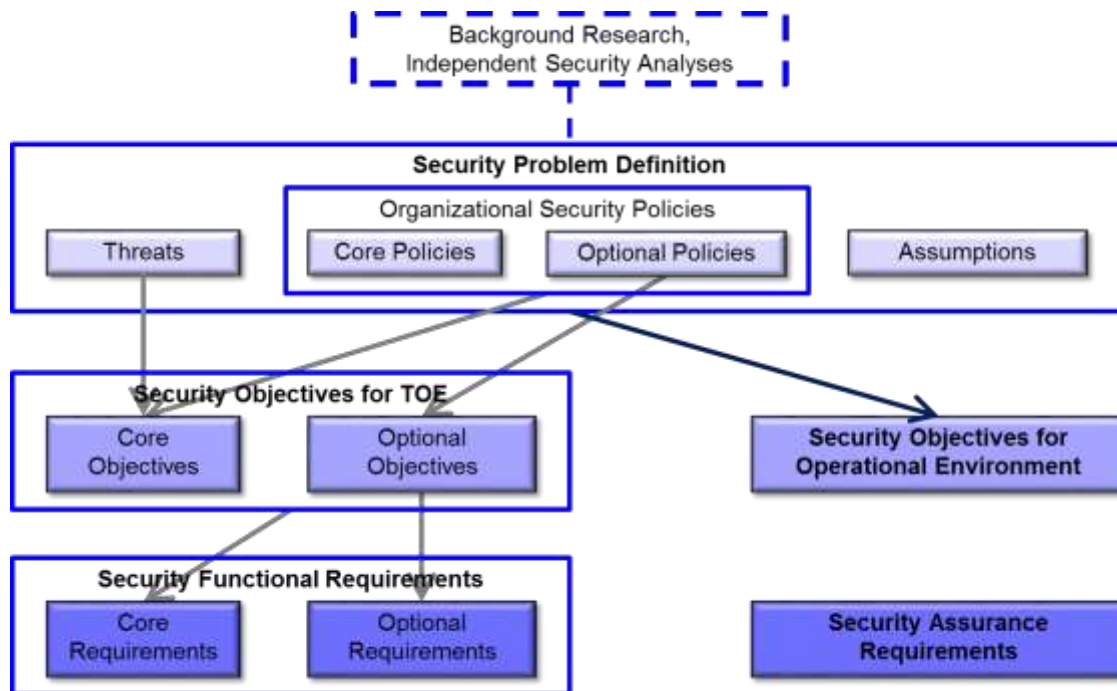 Background Research,
Independent Security Analyses
Security Problem Definition
Organizational Security Policies
Threats
Core Policies
Optional Policies
Assumptions
Security Objectives for TOE
Core
Objectives
Optional
Objectives
Security Objectives for
Operational Environment
Security Functional Requirements
Core
Requirements
Optional
Requirements
Security Assurance
Requirements